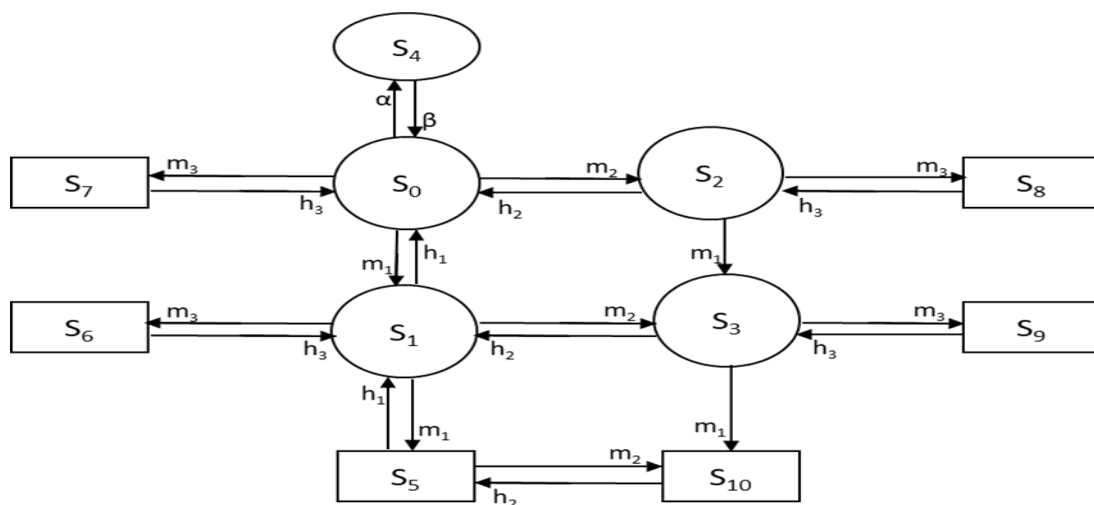 S₄
α
β
m₃
m₂
m₃
S₇
S₀
S₂
S₈
h₃
h₂
h₃
m₁
h₁
m₁
m₃
m₂
m₃
S₆
S₁
S₃
S₉
h₃
h₂
h₃
h₁
m₁
m₁
m₂
S₅
S₁₀
h₂